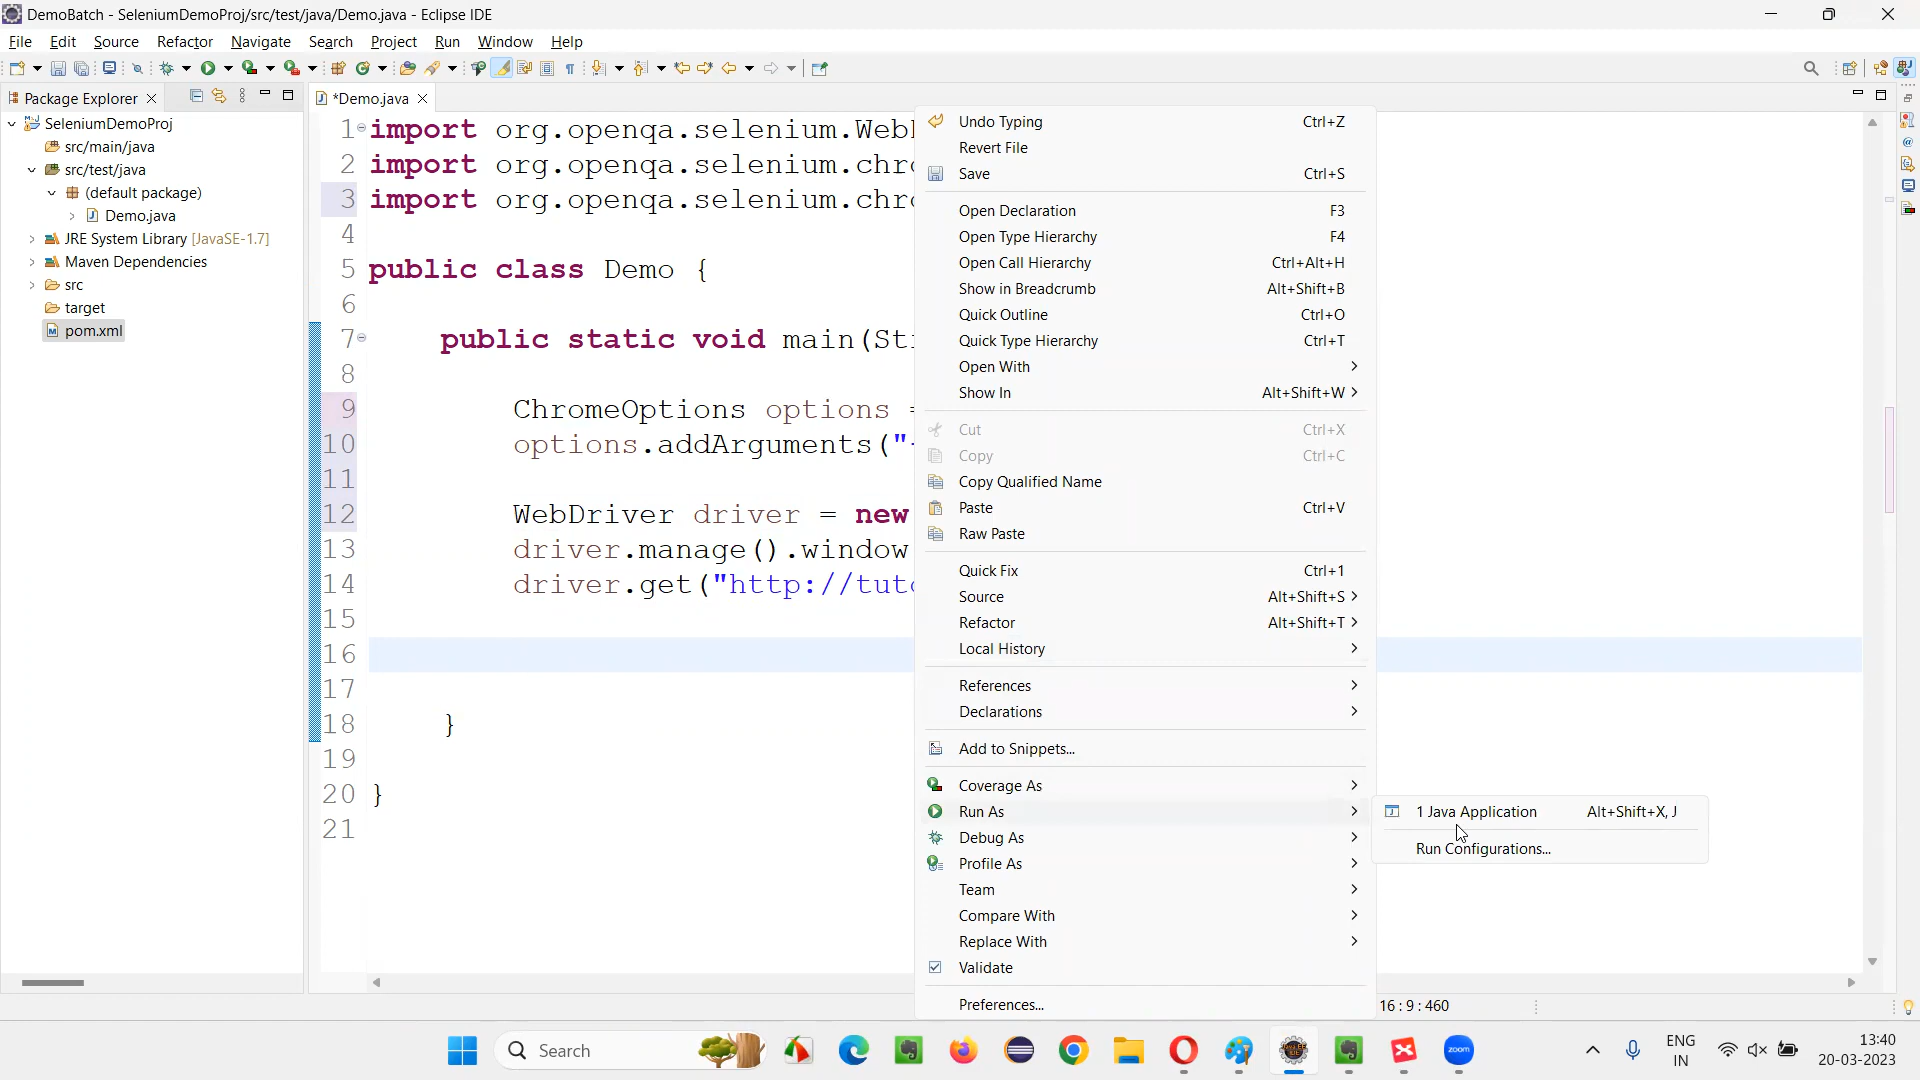 DemoBatch - SeleniumDemoProj/src/test/java/Demo.java - Eclipse IDE
File Edit Source Refactor Navigate Search Project Run Window Help
Package Explorer
*Demo.java
SeleniumDemoProj
src/main/java
src/test/java
(default package)
Demo.java
JRE System Library [JavaSE-1.7]
Maven Dependencies
src
target
pom.xml
1 import org.openqa.selenium.Web
2 import org.openqa.selenium.chr
3 import org.openqa.selenium.chr
4
5 public class Demo {
6
7 public static void main(St
8
9 ChromeOptions options =
10 options.addArguments("-
11
12 WebDriver driver = new
13 driver.manage().window
14 driver.get("http://tut
15
16
17
18 }
19
20 }
21
Undo Typing Ctrl+Z
Revert File
Save Ctrl+S
Open Declaration F3
Open Type Hierarchy F4
Open Call Hierarchy Ctrl+Alt+H
Show in Breadcrumb Alt+Shift+B
Quick Outline Ctrl+O
Quick Type Hierarchy Ctrl+T
Open With
Show In Alt+Shift+W
Cut Ctrl+X
Copy Ctrl+C
Copy Qualified Name
Paste Ctrl+V
Raw Paste
Quick Fix Ctrl+1
Source Alt+Shift+S
Refactor Alt+Shift+T
Local History
References
Declarations
Add to Snippets...
Coverage As
Run As
Debug As
Profile As
Team
Compare With
Replace With
Validate
Preferences...
1 Java Application Alt+Shift+X, J
Run Configurations...
16 : 9 : 460
Search
zoom
ENG
IN
13:40
20-03-2023